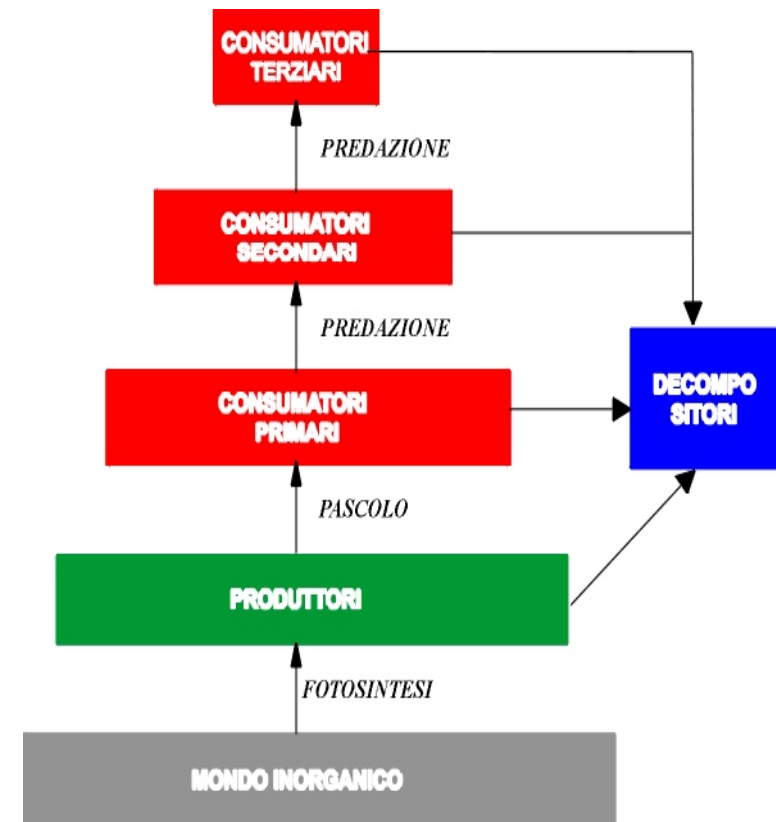 CONSUMATORI
TERZIARI
PREDAZIONE
CONSUMATORI
SECONDARI
PREDAZIONE
CONSUMATORI
PRIMARI
DECOMPO
SITORI
PASCOLO
PRODUTTORI
FOTOSINTESI
MONDO INORGANICO